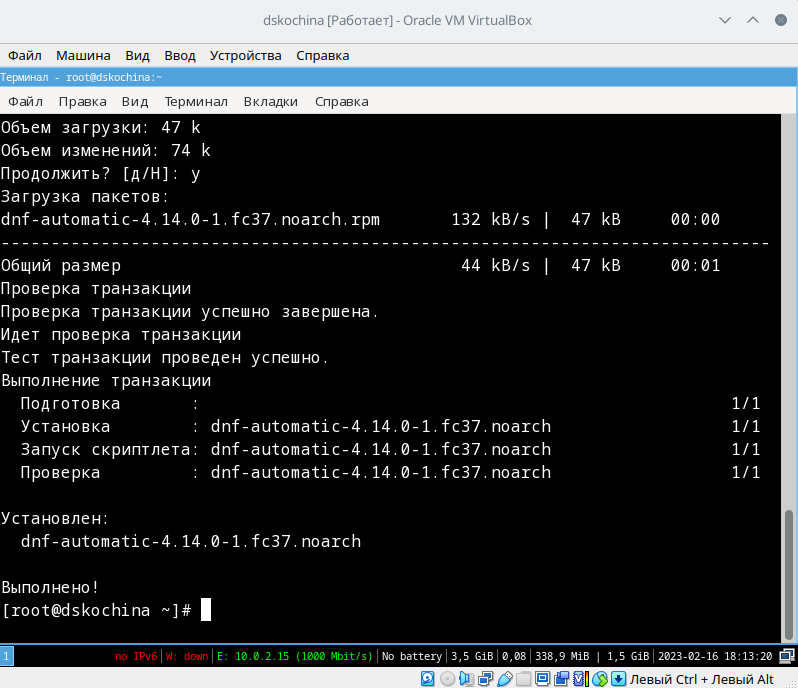 dskochina [Работает] - Oracle VM VirtualBox
Файл Машина Вид Ввод Устройства Справка
Терминал - root@dskochina:~
Файл Правка Вид Терминал Вкладки Справка
Объем загрузки: 47 k
Объем изменений: 74 k
Продолжить? [д/Н]: y
Загрузка пакетов:
dnf-automatic-4.14.0-1.fc37.noarch.rpm 132 kB/s | 47 kB 00:00
--------------------------------------------------------------------------------
Общий размер 44 kB/s | 47 kB 00:01
Проверка транзакции
Проверка транзакции успешно завершена.
Идет проверка транзакции
Тест транзакции проведен успешно.
Выполнение транзакции
Подготовка : 1/1
Установка : dnf-automatic-4.14.0-1.fc37.noarch 1/1
Запуск скриптлета: dnf-automatic-4.14.0-1.fc37.noarch 1/1
Проверка : dnf-automatic-4.14.0-1.fc37.noarch 1/1
Установлен:
dnf-automatic-4.14.0-1.fc37.noarch
Выполнено!
[root@dskochina ~]#
1 no IPv6 | W: down | E: 10.0.2.15 (1000 Mbit/s) | No battery | 3,5 GiB | 0,08 | 338,9 MiB | 1,5 GiB | 2023-02-16 18:13:20
Левый Ctrl + Левый Alt